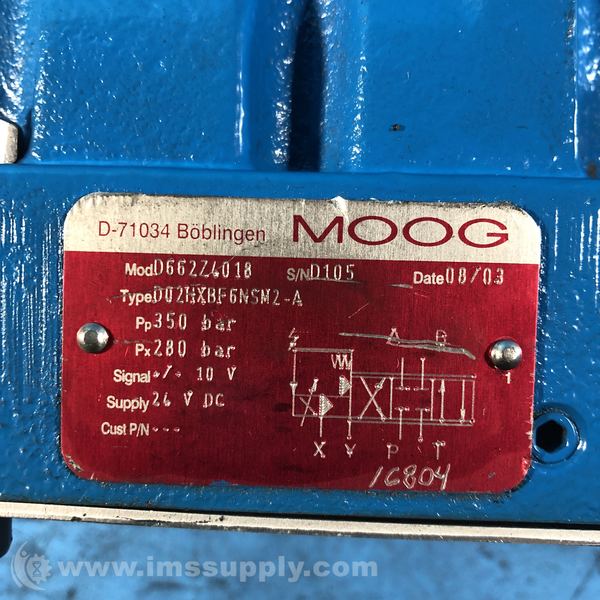 D-71034 Böblingen MOOG
Mod D662Z4018 S/N D105 Date 08/03
Type D02HXBF6NSM2-A
Pp 350 bar
Px 280 bar
Signal +/- 10 V
Supply 24 V DC
Cust P/N ---
A B
1
X Y P T
16804
www.imssupply.com